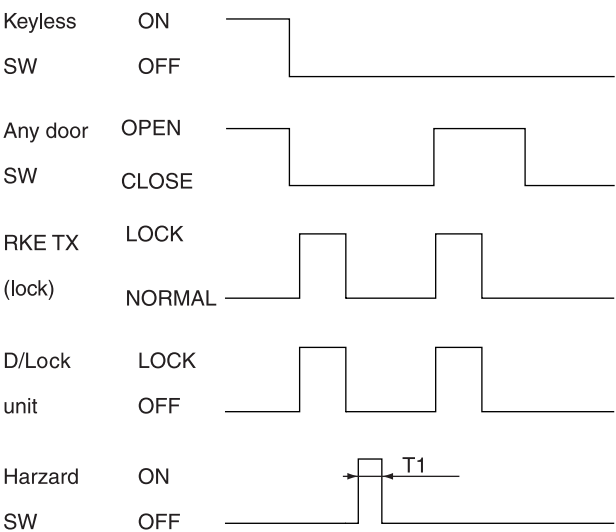 Keyless ON
SW OFF
Any door OPEN
SW CLOSE
RKE TX LOCK
(lock) NORMAL
D/Lock LOCK
unit OFF
T1
Harzard ON
SW OFF